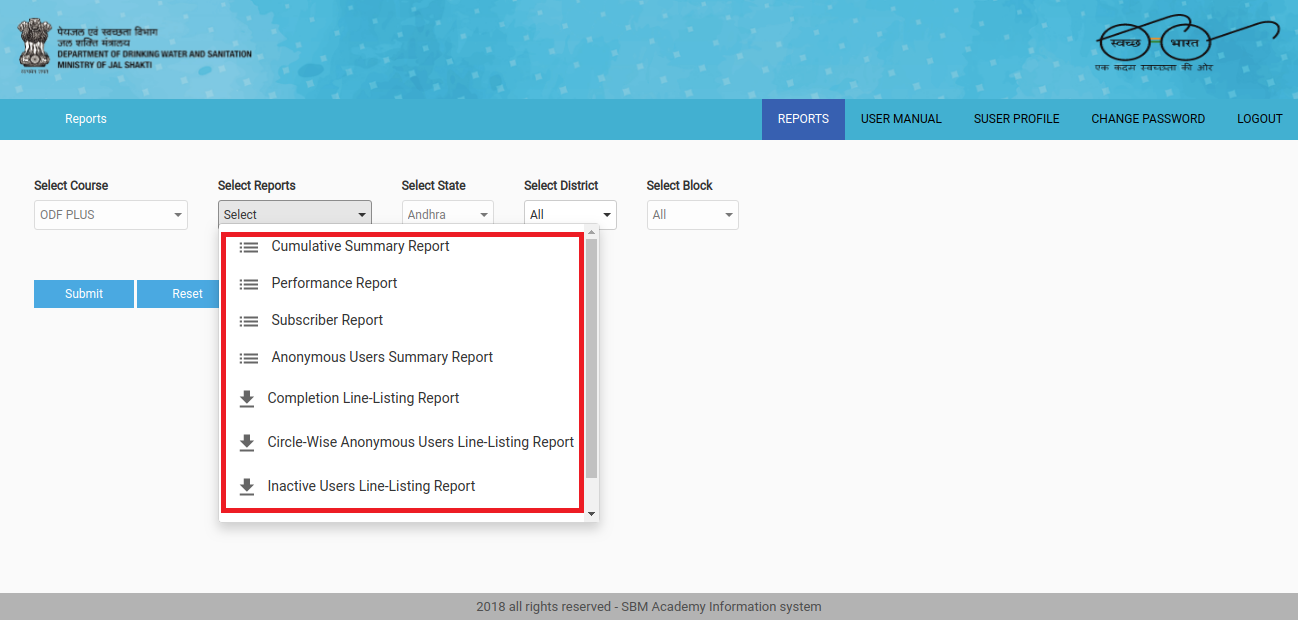 पेयजल एवं स्वच्छता विभाग
जल शक्ति मंत्रालय
DEPARTMENT OF DRINKING WATER AND SANITATION
MINISTRY OF JAL SHAKTI
स्वच्छ भारत
एक कदम स्वच्छता की ओर
Reports
REPORTS USER MANUAL SUSER PROFILE CHANGE PASSWORD LOGOUT
Select Course Select Reports Select State Select District Select Block
ODF PLUS Select Andhra All All
Cumulative Summary Report
Performance Report
Submit Reset
Subscriber Report
Anonymous Users Summary Report
Completion Line-Listing Report
Circle-Wise Anonymous Users Line-Listing Report
Inactive Users Line-Listing Report
2018 all rights reserved - SBM Academy Information system